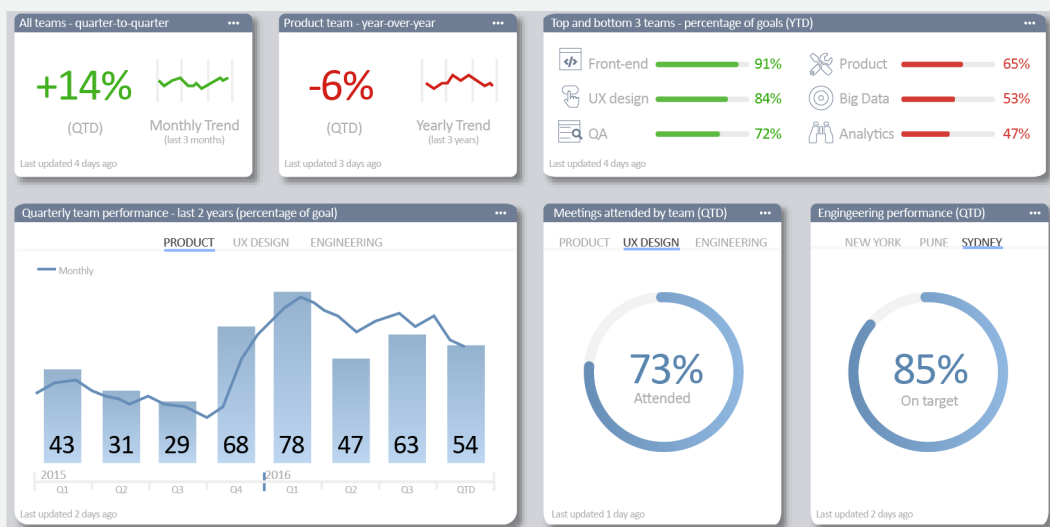 All teams - quarter-to-quarter
+14%
(QTD)
Monthly Trend
(last 3 months)
Last updated 4 days ago
Product team - year-over-year
-6%
(QTD)
Yearly Trend
(last 3 years)
Last updated 3 days ago
Top and bottom 3 teams - percentage of goals (YTD)
Front-end 91%
UX design 84%
QA 72%
Product 65%
Big Data 53%
Analytics 47%
Last updated 4 days ago
Quarterly team performance - last 2 years (percentage of goal)
PRODUCT UX DESIGN ENGINEERING
Monthly
43 31 29 68 78 47 63 54
2015 2016
Q1 Q2 Q3 Q4 Q1 Q2 Q3 QTD
Last updated 2 days ago
Meetings attended by team (QTD)
PRODUCT UX DESIGN ENGINEERING
73%
Attended
Last updated 1 day ago
Engingeering performance (QTD)
NEW YORK PUNE SYDNEY
85%
On target
Last updated 2 days ago